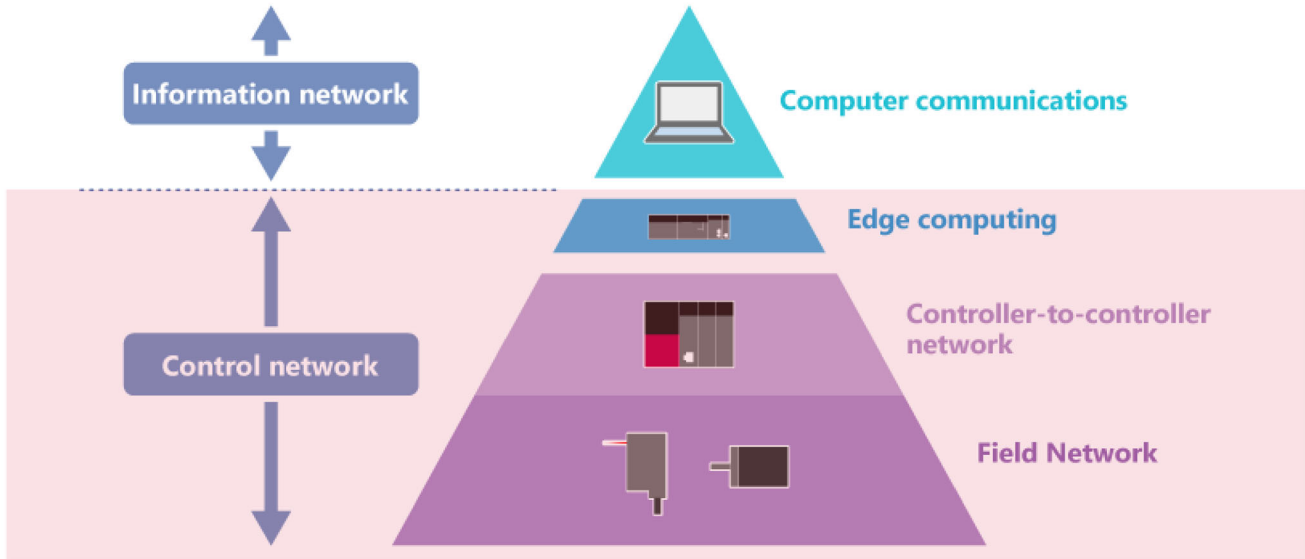 Information network
Computer communications
Edge computing
Controller-to-controller
network
Control network
Field Network